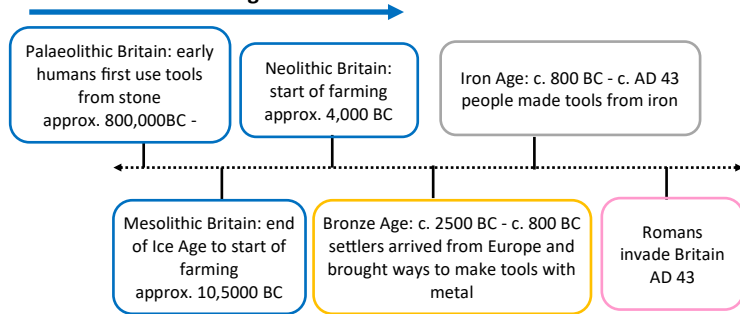 Palaeolithic Britain: early
humans first use tools
from stone
approx. 800,000BC -
Neolithic Britain:
start of farming
approx. 4,000 BC
Iron Age: c. 800 BC - c. AD 43
people made tools from iron
Mesolithic Britain: end
of Ice Age to start of
farming
approx. 10,5000 BC
Bronze Age: c. 2500 BC - c. 800 BC
settlers arrived from Europe and
brought ways to make tools with
metal
Romans
invade Britain
AD 43